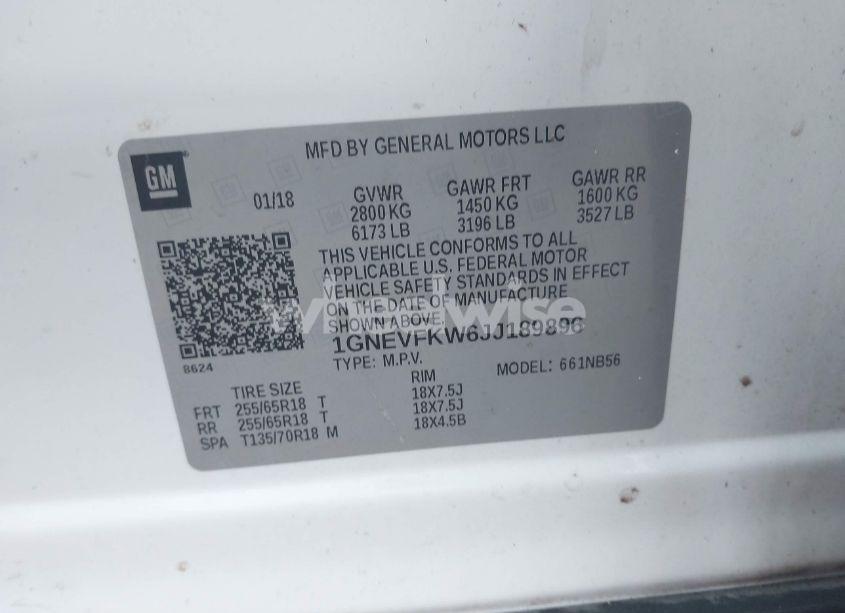 MFD BY GENERAL MOTORS LLC
GM
01/18 GVWR GAWR FRT GAWR RR
2800 KG 1450 KG 1600 KG
6173 LB 3196 LB 3527 LB
THIS VEHICLE CONFORMS TO ALL
APPLICABLE U.S. FEDERAL MOTOR
VEHICLE SAFETY STANDARDS IN EFFECT
ON THE DATE OF MANUFACTURE
SHOWN ABOVE.
wheelwise
1GNEVFKW6JJ189896
8624
TYPE: M.P.V. MODEL: 661NB56
TIRE SIZE RIM
FRT 255/65R18 T 18X7.5J
RR 255/65R18 T 18X7.5J
SPA T135/70R18 M 18X4.5B